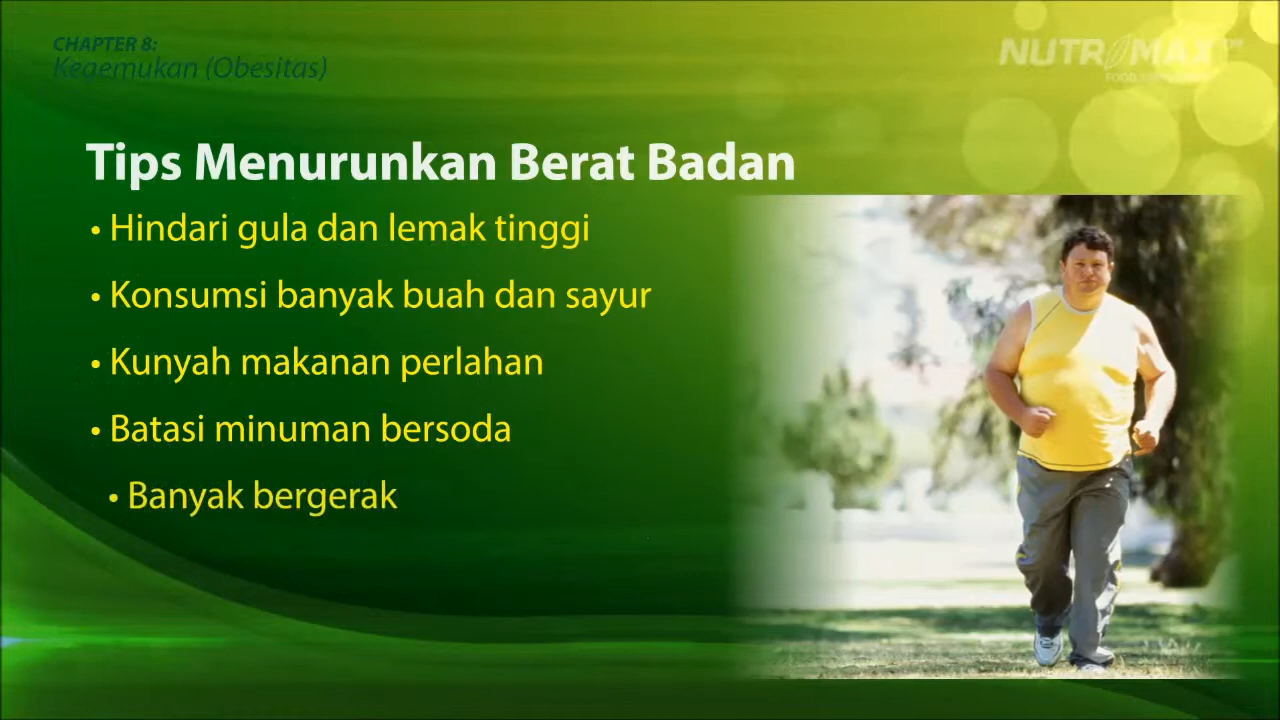 CHAPTER 8:
Kegemukan (Obesitas)
NUTRIMAX
Tips Menurunkan Berat Badan
• Hindari gula dan lemak tinggi
• Konsumsi banyak buah dan sayur
• Kunyah makanan perlahan
• Batasi minuman bersoda
• Banyak bergerak